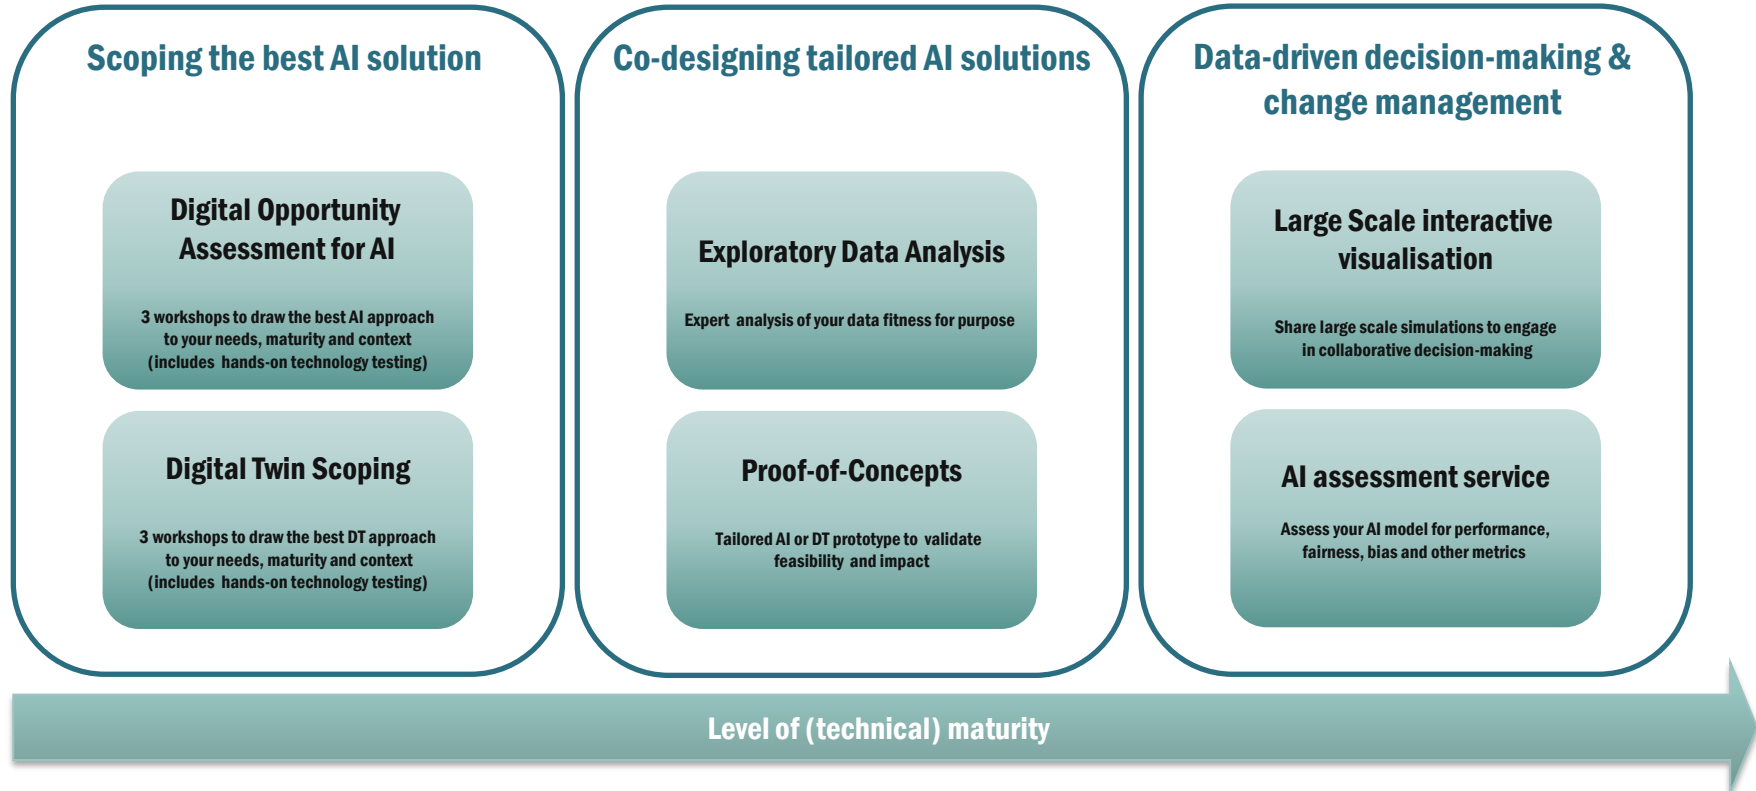 Scoping the best AI solution
Digital Opportunity
Assessment for AI
3 workshops to draw the best AI approach
to your needs, maturity and context
(includes hands-on technology testing)
Digital Twin Scoping
3 workshops to draw the best DT approach
to your needs, maturity and context
(includes hands-on technology testing)
Co-designing tailored AI solutions
Exploratory Data Analysis
Expert analysis of your data fitness for purpose
Proof-of-Concepts
Tailored AI or DT prototype to validate
feasibility and impact
Data-driven decision-making &
change management
Large Scale interactive
visualisation
Share large scale simulations to engage
in collaborative decision-making
AI assessment service
Assess your AI model for performance,
fairness, bias and other metrics
Level of (technical) maturity